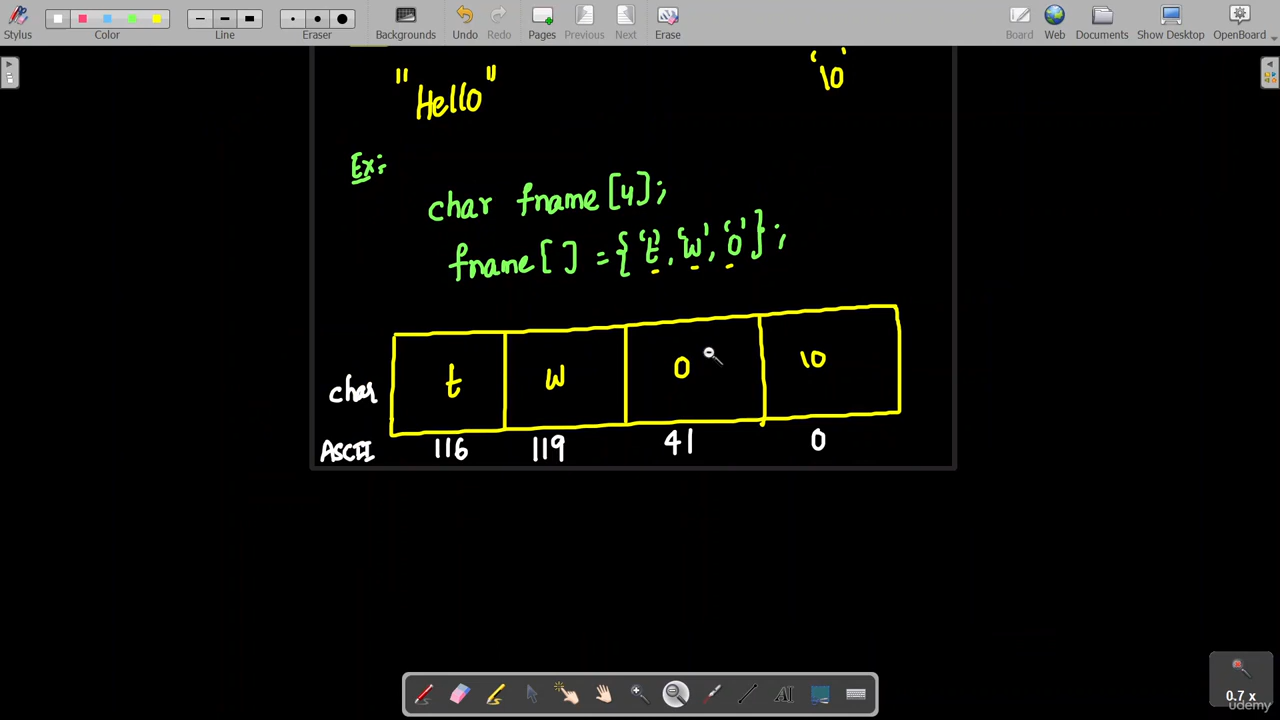 Stylus Color Line Eraser Backgrounds Undo Redo Pages Previous Next Erase Board Web Documents Show Desktop OpenBoard
"Hello" '\0'
Ex:
char fname[4];
fname[ ] = {'t', 'w', 'o'};
char t w o \0
ASCII 116 119 41 0
AI
0.7 x
udemy